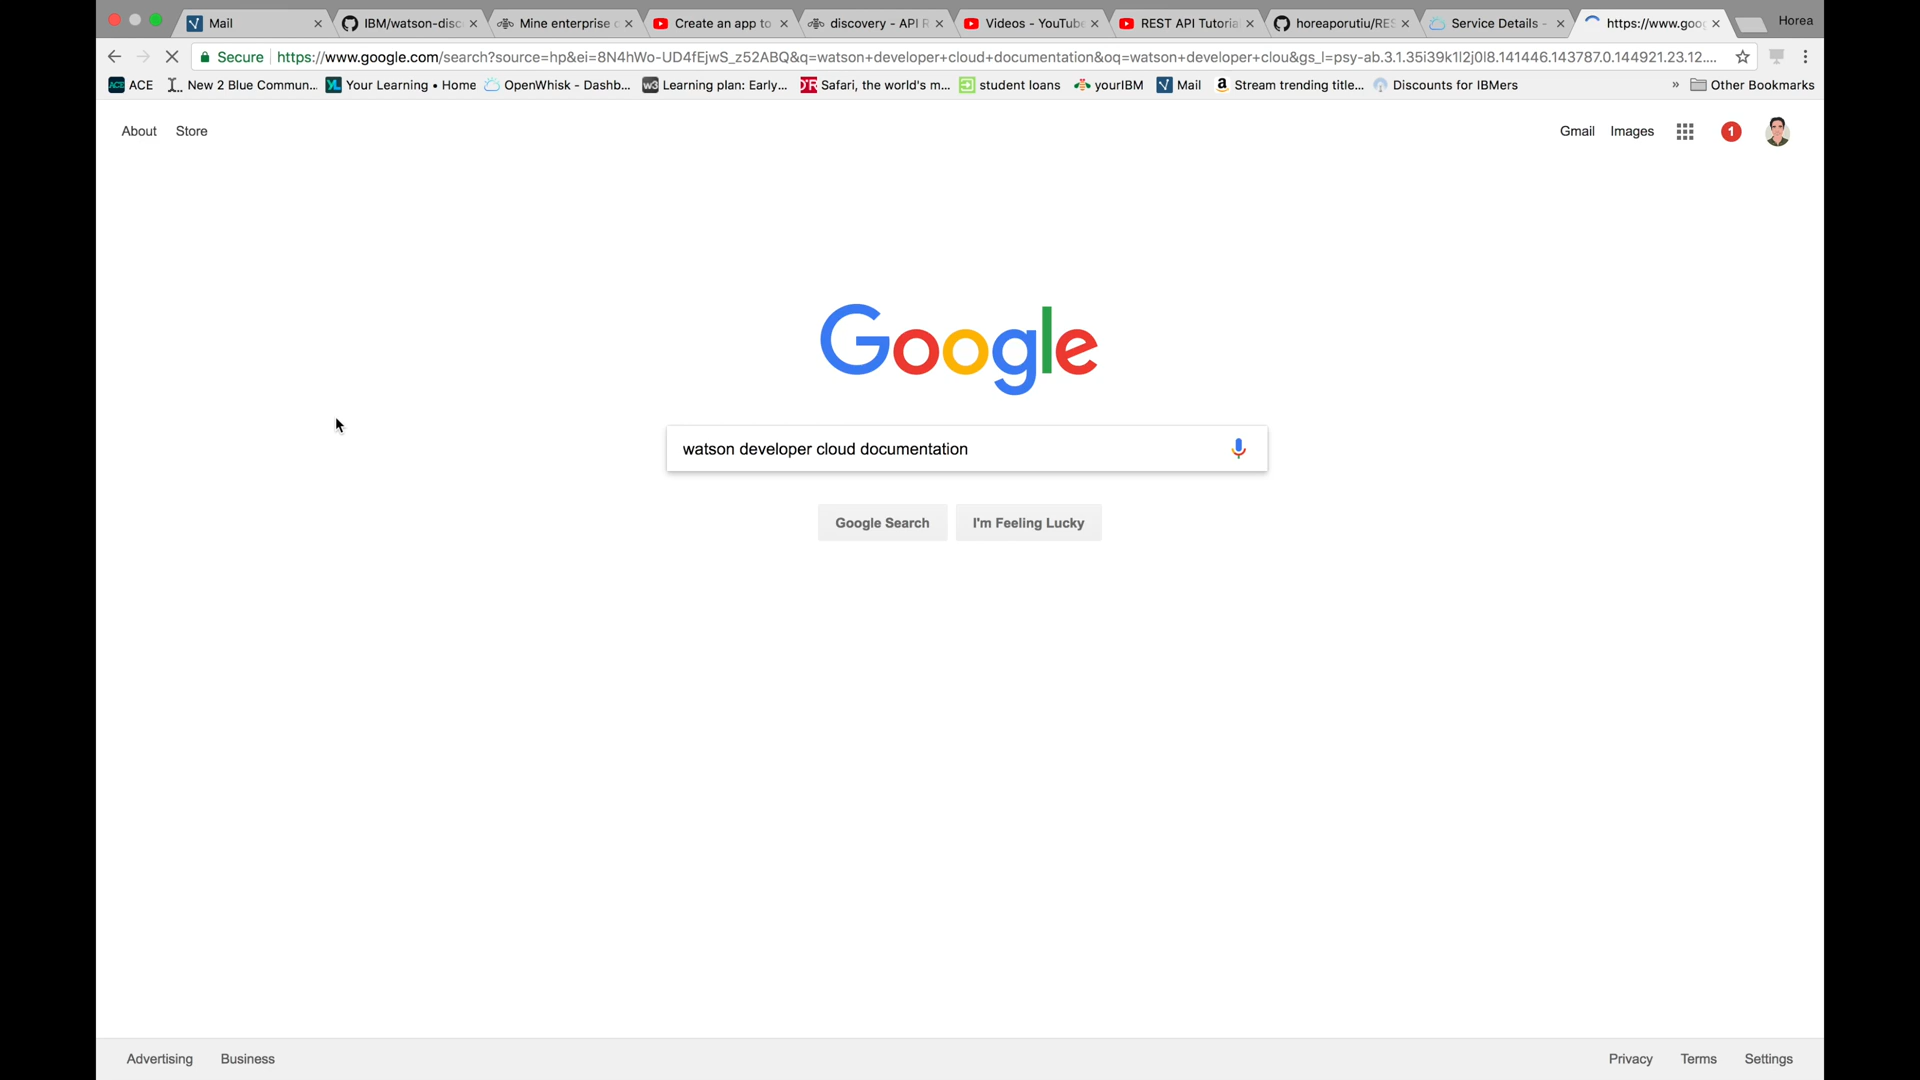 Mail
IBM/watson-disc
Mine enterprise c
Create an app to
discovery - API R
Videos - YouTube
REST API Tutorial
horeaporutiu/RES
Service Details -
https://www.goog
Horea
Secure
https://www.google.com/search?source=hp&ei=8N4hWo-UD4fEjwS_z52ABQ&q=watson+developer+cloud+documentation&oq=watson+developer+clou&gs_l=psy-ab.3.1.35i39k1l2j0l8.141446.143787.0.144921.23.12....
ACE
New 2 Blue Commun...
Your Learning • Home
OpenWhisk - Dashb...
w3 Learning plan: Early...
Safari, the world's m...
student loans
yourIBM
Mail
Stream trending title...
Discounts for IBMers
»
Other Bookmarks
About
Store
Gmail
Images
1
Google
watson developer cloud documentation
Google Search
I'm Feeling Lucky
Advertising
Business
Privacy
Terms
Settings